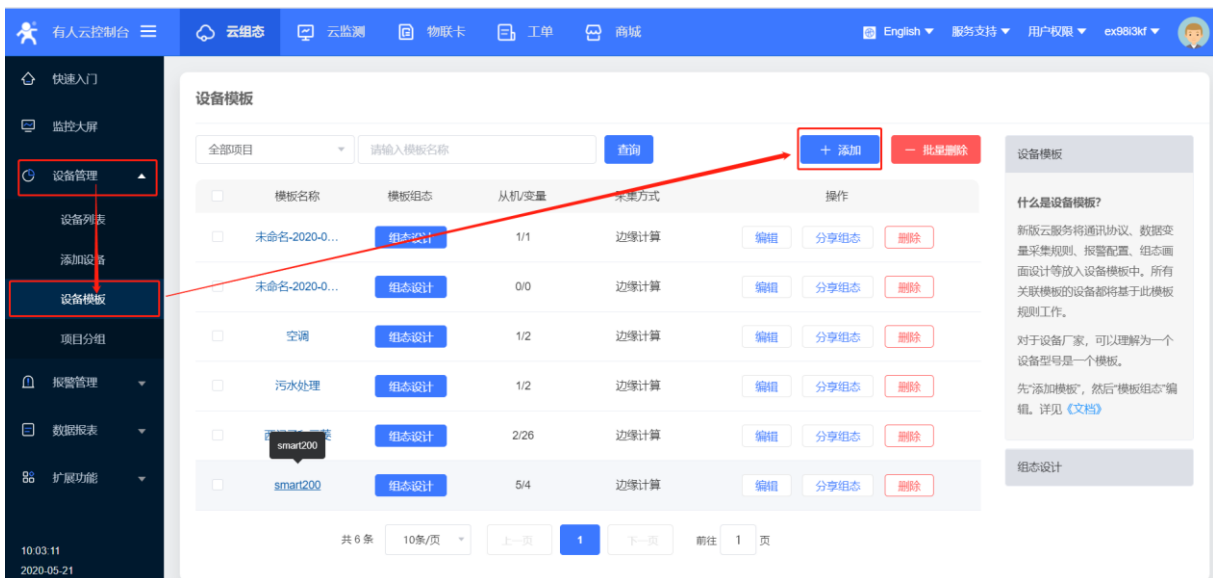 有人云控制台
云组态
云监测
物联卡
工单
商城
English
服务支持
用户权限
ex98i3kf
快速入门
监控大屏
设备管理
设备列表
添加设备
设备模板
项目分组
报警管理
数据报表
扩展功能
10:03:11
2020-05-21
设备模板
全部项目
请输入模板名称
查询
+ 添加
- 批量删除
模板名称 模板组态 从机/变量 采集方式 操作
未命名-2020-0... 组态设计 1/1 边缘计算 编辑 分享组态 删除
未命名-2020-0... 组态设计 0/0 边缘计算 编辑 分享组态 删除
空调 组态设计 1/2 边缘计算 编辑 分享组态 删除
污水处理 组态设计 1/2 边缘计算 编辑 分享组态 删除
组态设计 2/26 边缘计算 编辑 分享组态 删除
smart200
smart200 组态设计 5/4 边缘计算 编辑 分享组态 删除
共 6 条 10条/页 上一页 1 下一页 前往 1 页
设备模板
什么是设备模板?
新版云服务将通讯协议、数据变
量采集规则、报警配置、组态画
面设计等放入设备模板中。所有
关联模板的设备都将基于此模板
规则工作。
对于设备厂家，可以理解为一个
设备型号是一个模板。
先“添加模板”，然后“模板组态”编
辑。详见《文档》
组态设计